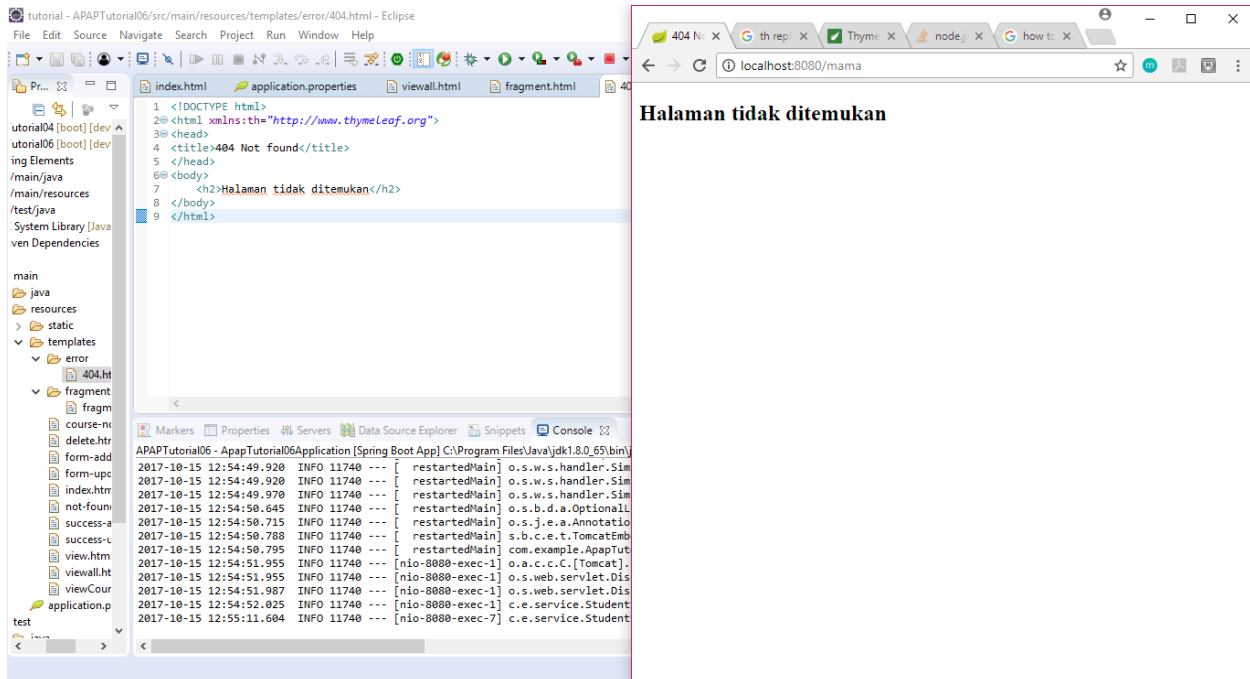 tutorial - APAPTutorial06/src/main/resources/templates/error/404.html - Eclipse
File Edit Source Navigate Search Project Run Window Help
Pr...
index.html application.properties viewall.html fragment.html 40
utorial04 [boot] [dev
utorial06 [boot] [dev
ing Elements
/main/java
/main/resources
/test/java
System Library [Java
ven Dependencies
main
java
resources
static
templates
error
404.ht
fragment
fragm
course-no
delete.htr
form-add
form-upd
index.htm
not-foun
success-a
success-u
view.htm
viewall.ht
viewCour
application.p
test
java
1 <!DOCTYPE html>
2 <html xmlns:th="http://www.thymeleaf.org">
3 <head>
4 <title>404 Not found</title>
5 </head>
6 <body>
7 <h2>Halaman tidak ditemukan</h2>
8 </body>
9 </html>
Markers Properties Servers Data Source Explorer Snippets Console
APAPTutorial06 - ApapTutorial06Application [Spring Boot App] C:\Program Files\Java\jdk1.8.0_65\bin\j
2017-10-15 12:54:49.920 INFO 11740 --- [ restartedMain] o.s.w.s.handler.Sim
2017-10-15 12:54:49.920 INFO 11740 --- [ restartedMain] o.s.w.s.handler.Sim
2017-10-15 12:54:49.970 INFO 11740 --- [ restartedMain] o.s.w.s.handler.Sim
2017-10-15 12:54:50.645 INFO 11740 --- [ restartedMain] o.s.b.d.a.OptionalL
2017-10-15 12:54:50.715 INFO 11740 --- [ restartedMain] o.s.j.e.a.Annotatio
2017-10-15 12:54:50.788 INFO 11740 --- [ restartedMain] s.b.c.e.t.TomcatEmb
2017-10-15 12:54:50.795 INFO 11740 --- [ restartedMain] com.example.ApapTut
2017-10-15 12:54:51.955 INFO 11740 --- [nio-8080-exec-1] o.a.c.c.C.[Tomcat].
2017-10-15 12:54:51.955 INFO 11740 --- [nio-8080-exec-1] o.s.web.servlet.Dis
2017-10-15 12:54:51.987 INFO 11740 --- [nio-8080-exec-1] o.s.web.servlet.Dis
2017-10-15 12:54:52.025 INFO 11740 --- [nio-8080-exec-1] c.e.service.Student
2017-10-15 12:55:11.604 INFO 11740 --- [nio-8080-exec-7] c.e.service.Student
404 No th repl Thyme node.j how to
localhost:8080/mama
Halaman tidak ditemukan